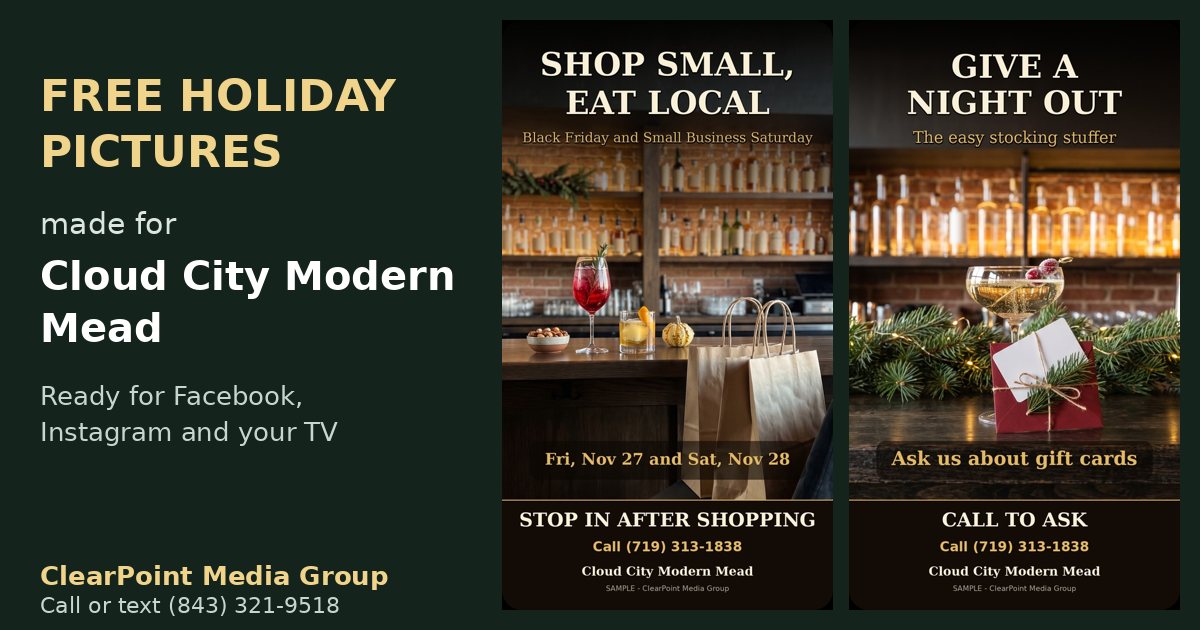 FREE HOLIDAY
PICTURES
made for
Cloud City Modern
Mead
Ready for Facebook,
Instagram and your TV
ClearPoint Media Group
Call or text (843) 321-9518
SHOP SMALL,
EAT LOCAL
Black Friday and Small Business Saturday
Fri, Nov 27 and Sat, Nov 28
STOP IN AFTER SHOPPING
Call (719) 313-1838
Cloud City Modern Mead
SAMPLE - ClearPoint Media Group
GIVE A
NIGHT OUT
The easy stocking stuffer
Ask us about gift cards
CALL TO ASK
Call (719) 313-1838
Cloud City Modern Mead
SAMPLE - ClearPoint Media Group